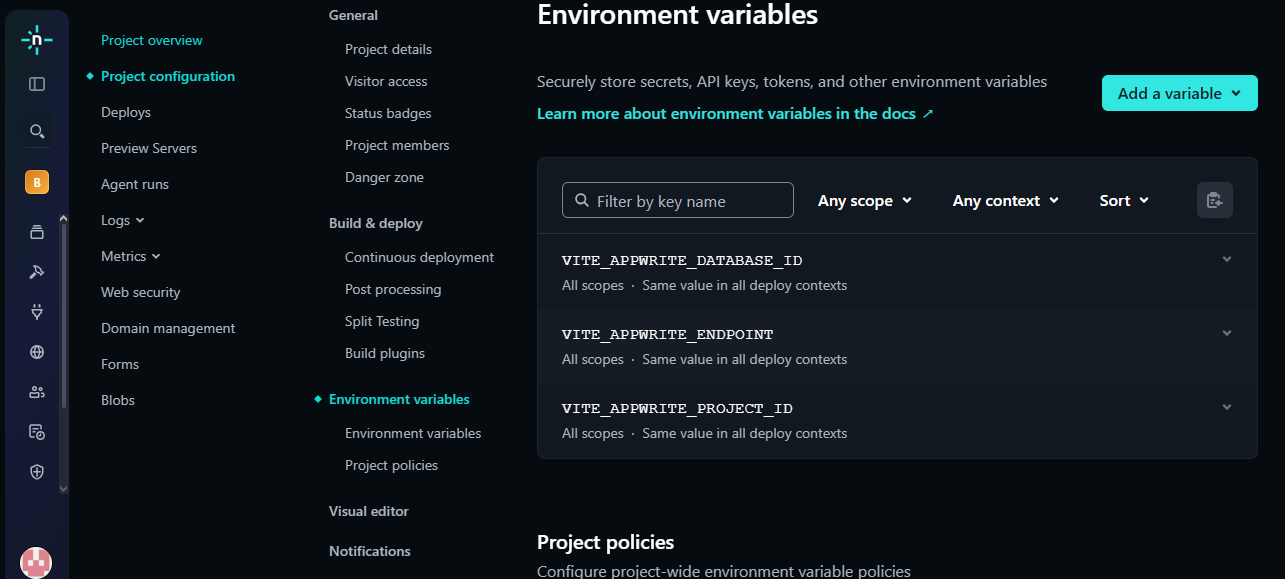 n
B
Project overview
Project configuration
Deploys
Preview Servers
Agent runs
Logs
Metrics
Web security
Domain management
Forms
Blobs
General
Project details
Visitor access
Status badges
Project members
Danger zone
Build & deploy
Continuous deployment
Post processing
Split Testing
Build plugins
Environment variables
Environment variables
Project policies
Visual editor
Notifications
Environment variables
Securely store secrets, API keys, tokens, and other environment variables
Learn more about environment variables in the docs ↗
Add a variable
Filter by key name
Any scope
Any context
Sort
VITE_APPWRITE_DATABASE_ID
All scopes · Same value in all deploy contexts
VITE_APPWRITE_ENDPOINT
All scopes · Same value in all deploy contexts
VITE_APPWRITE_PROJECT_ID
All scopes · Same value in all deploy contexts
Project policies
Configure project-wide environment variable policies